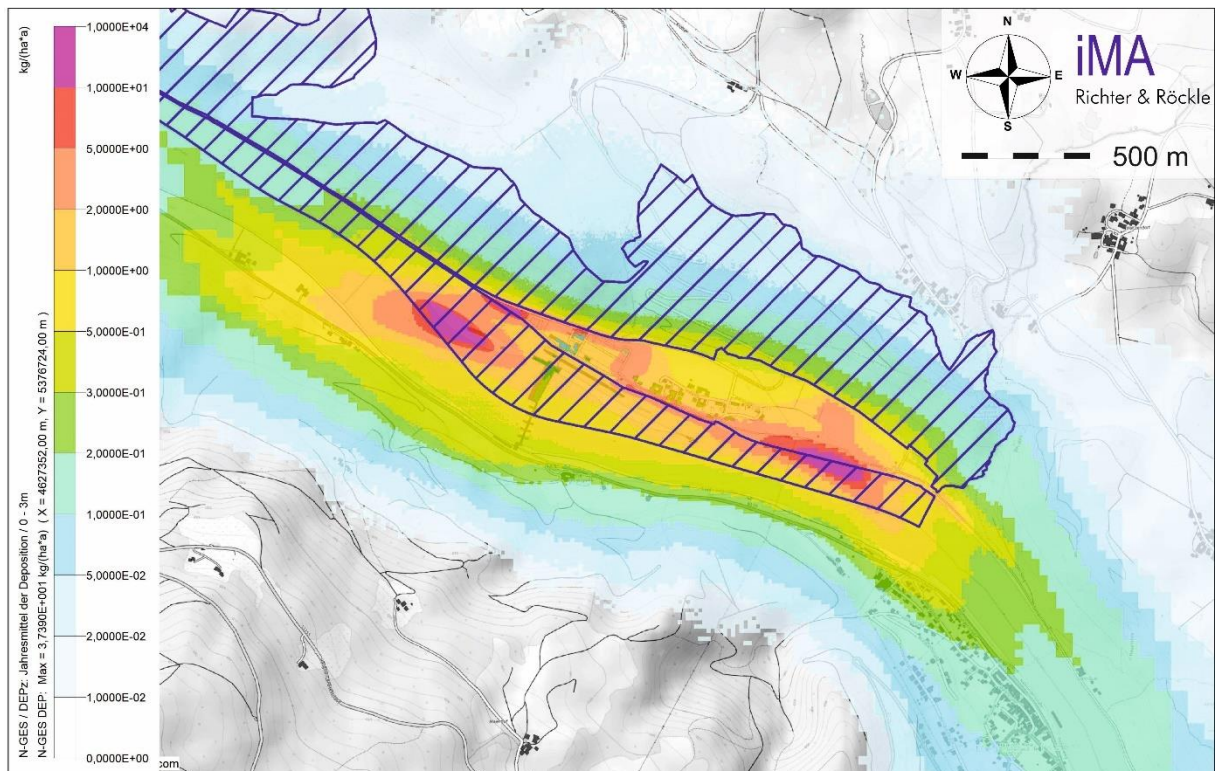 kg/(ha*a)
1,0000E+04
1,0000E+01
5,0000E+00
2,0000E+00
1,0000E+00
5,0000E-01
3,0000E-01
2,0000E-01
1,0000E-01
5,0000E-02
2,0000E-02
1,0000E-02
0,0000E+00
N-GES / DEPz: Jahresmittel der Deposition / 0 - 3m
N-GES DEP: Max = 3,7390E+001 kg/(ha*a) ( X = 4627352,00 m, Y = 5376724,00 m )
N
W E
S
iMA
Richter & Röckle
500 m
com